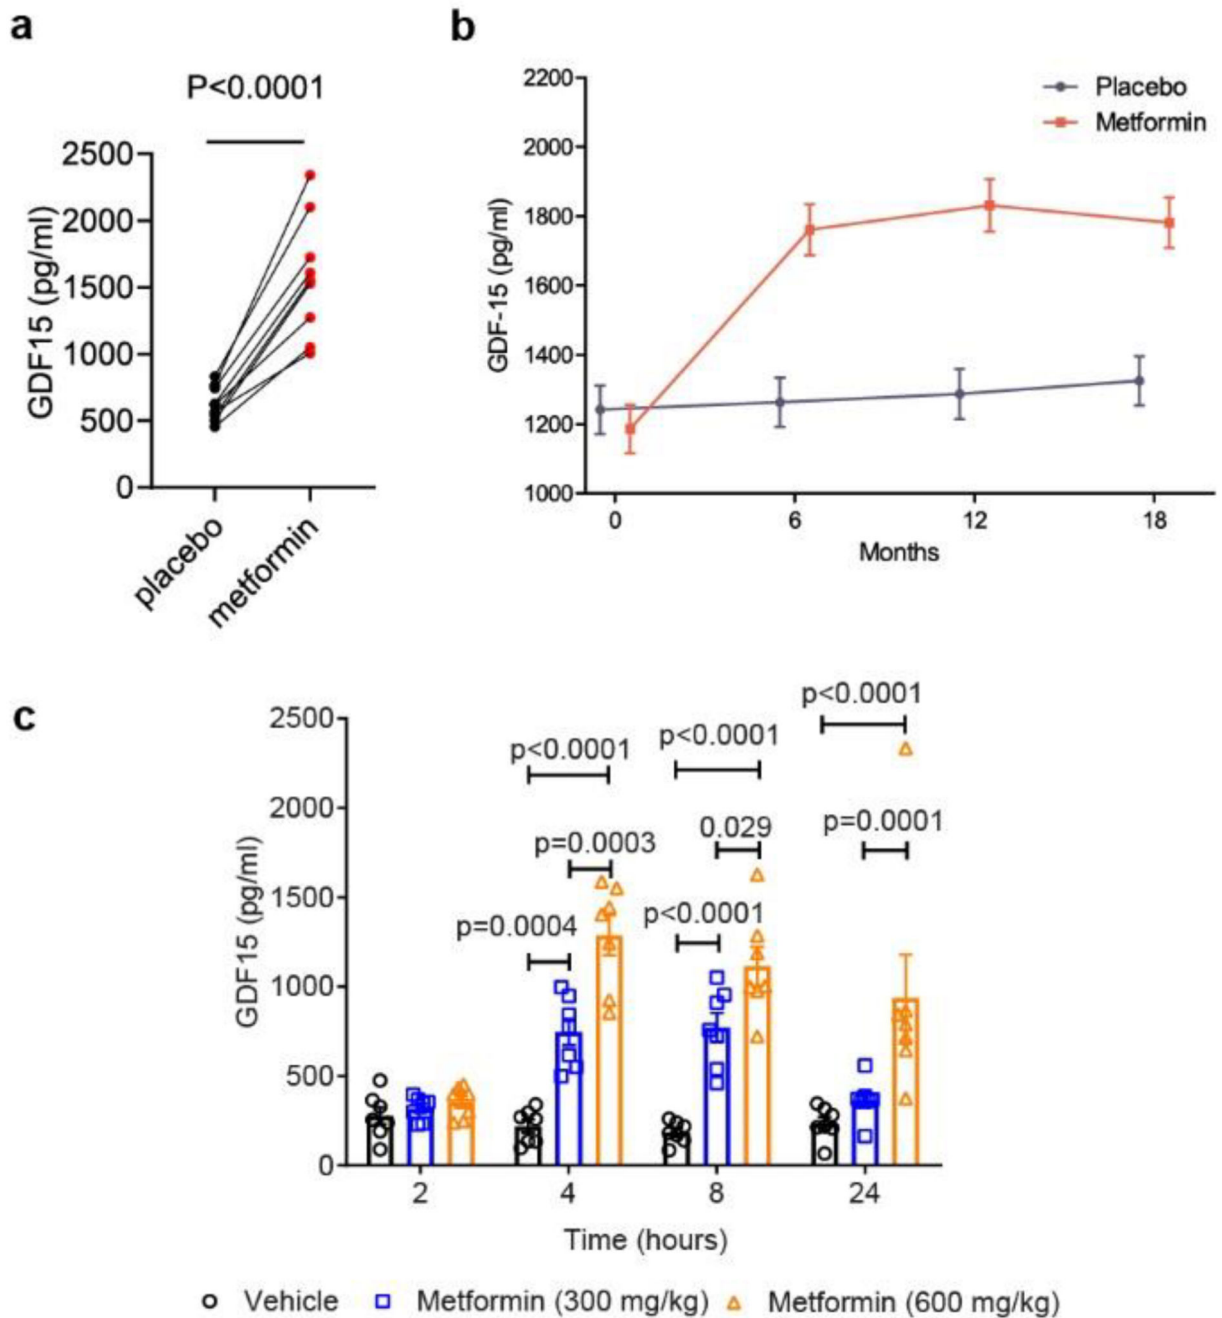 a
P<0.0001
2500
2000
1500
1000
500
0
GDF15 (pg/ml)
placebo
metformin
b
2200
2000
1800
1600
1400
1200
1000
GDF-15 (pg/ml)
Placebo
Metformin
0 6 12 18
Months
c
2500
2000
1500
1000
500
0
GDF15 (pg/ml)
p<0.0001
p=0.0003
p=0.0004
p<0.0001
0.029
p<0.0001
p<0.0001
p=0.0001
2 4 8 24
Time (hours)
Vehicle Metformin (300 mg/kg) Metformin (600 mg/kg)